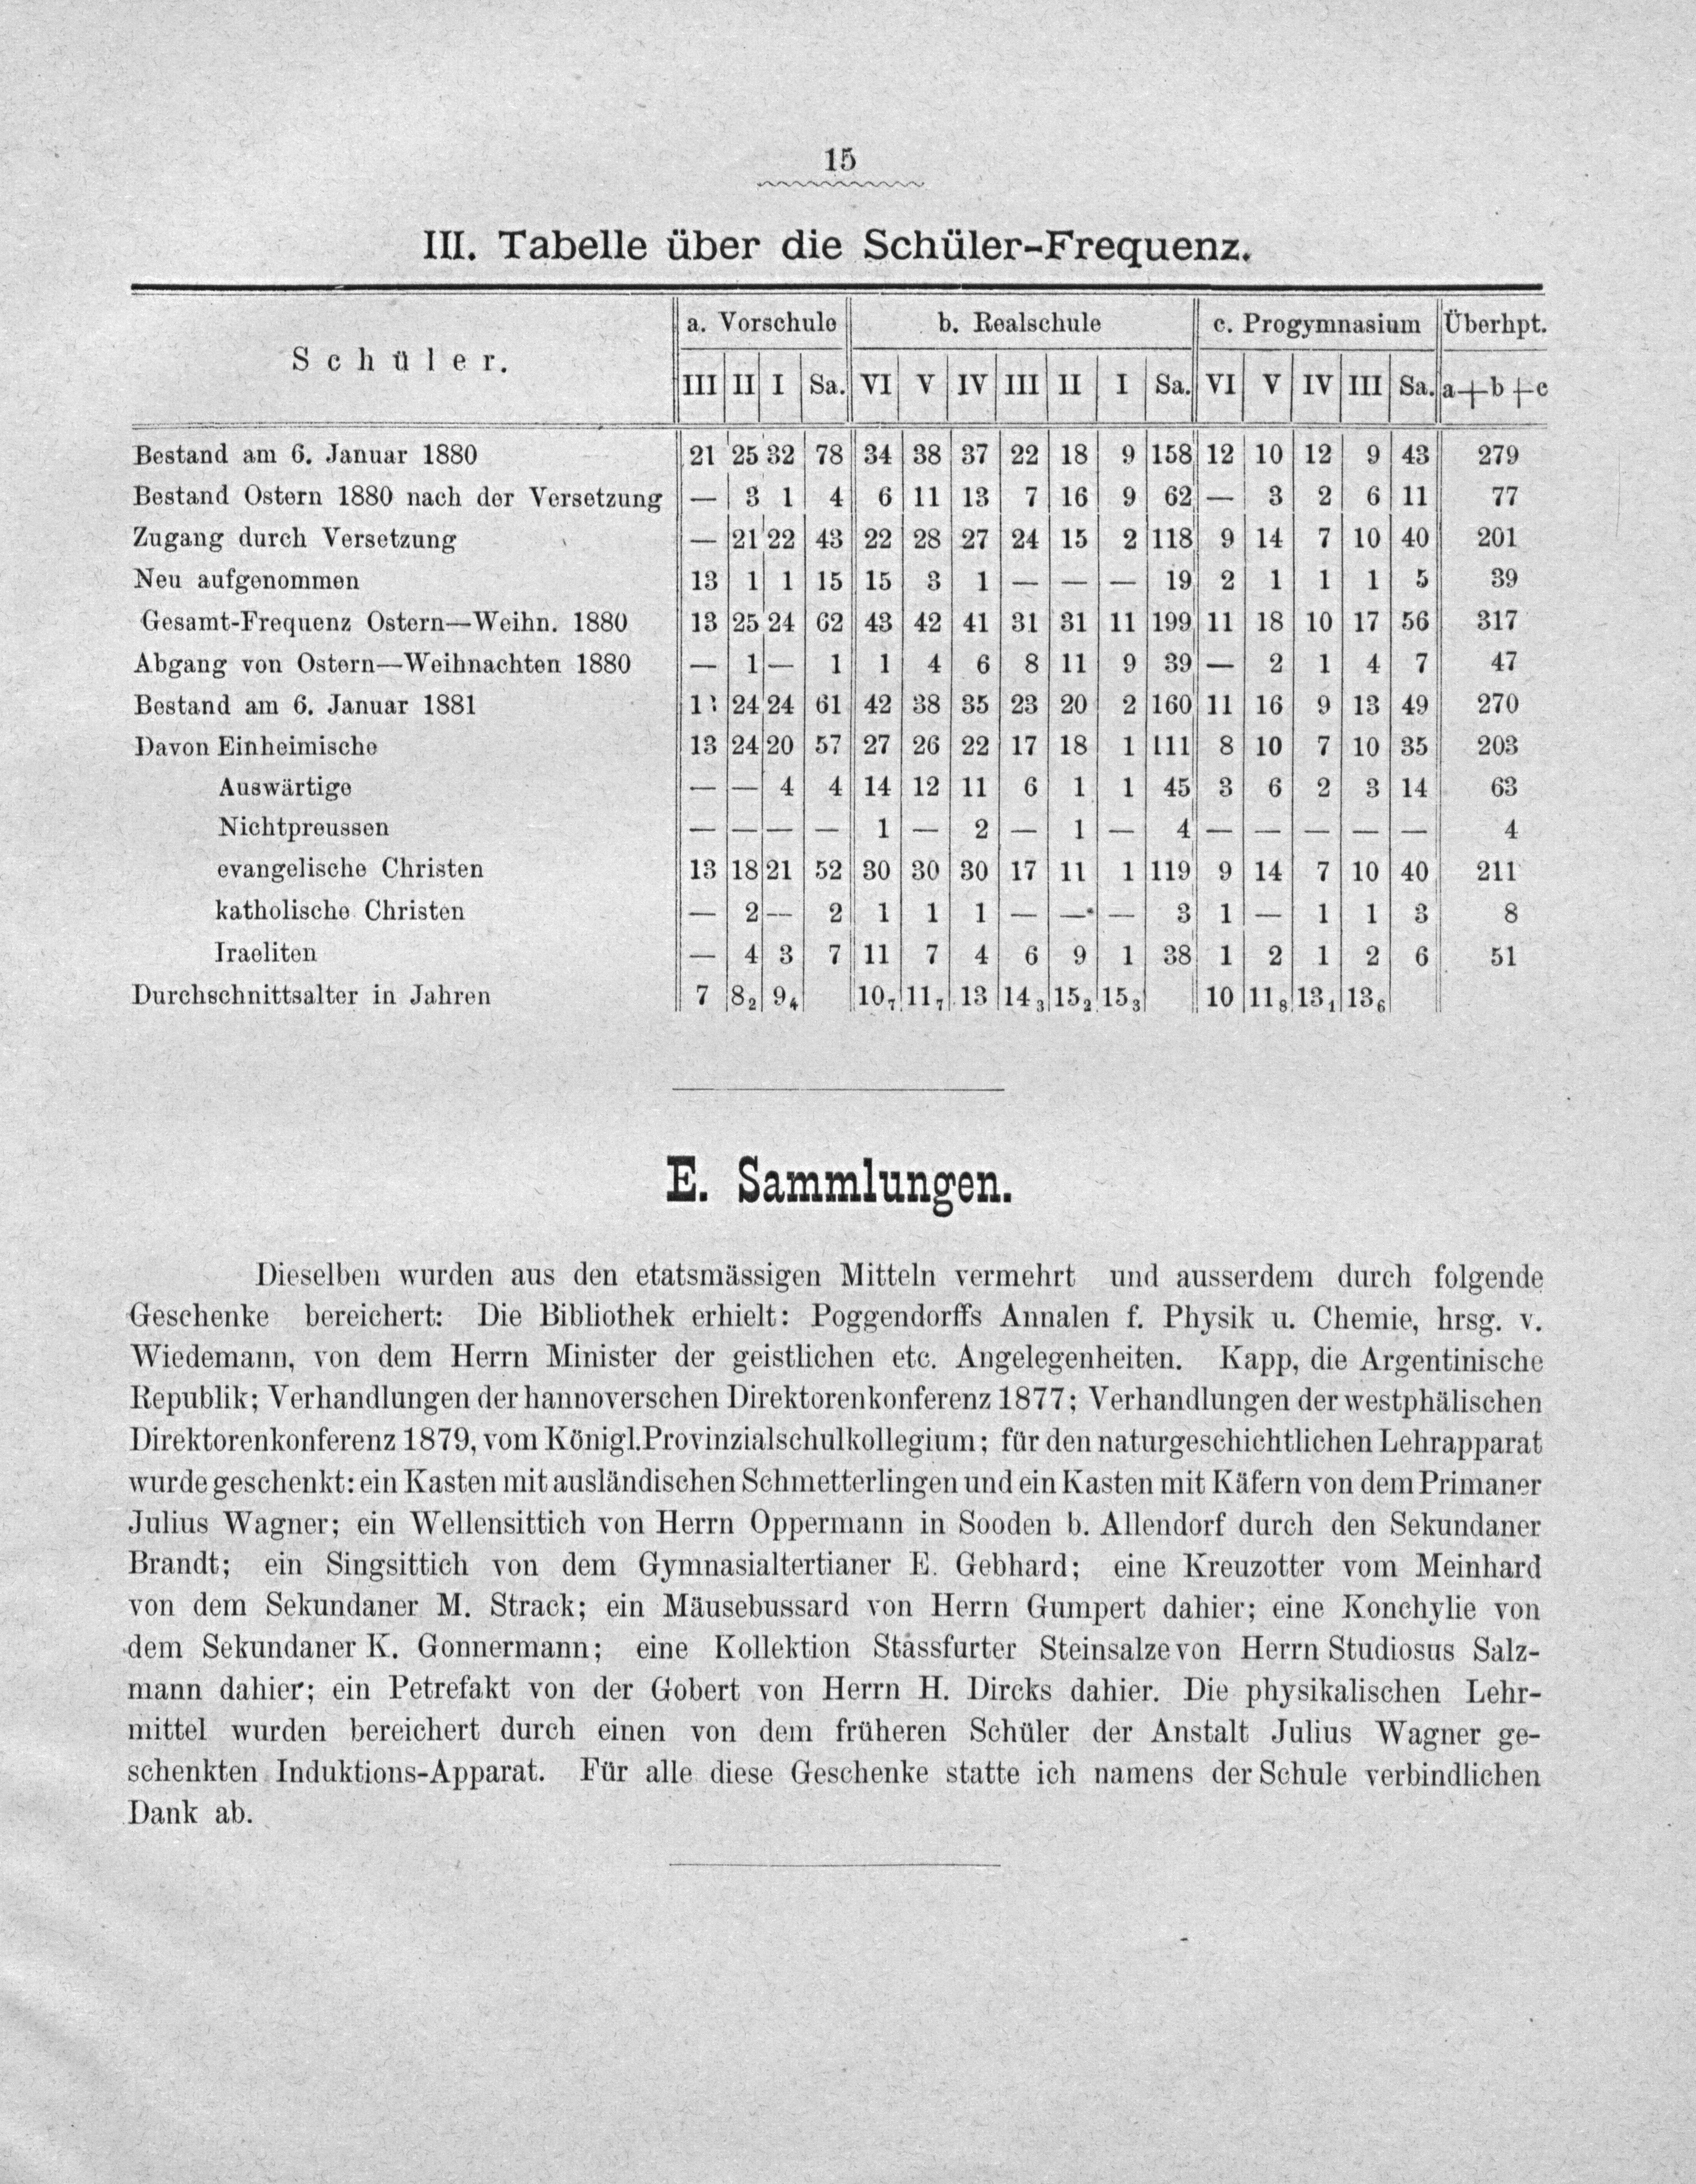 15
III. Tabelle über die Schüler-Frequenz.
Schüler. a. Vorschule b. Realschule c. Progymnasium Überhpt.
III II I Sa. VI V IV III II I Sa. VI V IV III Sa. a+b+c
Bestand am 6. Januar 1880 21 25 32 78 34 38 37 22 18 9 158 12 10 12 9 43 279
Bestand Ostern 1880 nach der Versetzung — 3 1 4 6 11 13 7 16 9 62 — 3 2 6 11 77
Zugang durch Versetzung — 21 22 43 22 28 27 24 15 2 118 9 14 7 10 40 201
Neu aufgenommen 13 1 1 15 15 3 1 — — — 19 2 1 1 1 5 39
Gesamt-Frequenz Ostern—Weihn. 1880 13 25 24 62 43 42 41 31 31 11 199 11 18 10 17 56 317
Abgang von Ostern—Weihnachten 1880 — 1 — 1 1 4 6 8 11 9 39 — 2 1 4 7 47
Bestand am 6. Januar 1881 24 24 61 42 38 35 23 20 2 160 11 16 9 13 49 270
Davon Einheimische 13 24 20 57 27 26 22 17 18 1 111 8 10 7 10 35 203
Auswärtige — — 4 4 14 12 11 6 1 1 45 3 6 2 3 14 63
Nichtpreussen — — — — 1 — 2 — 1 — 4 — — — — — 4
evangelische Christen 13 18 21 52 30 30 30 17 11 1 119 9 14 7 10 40 211
katholische Christen — 2 — 2 1 1 1 — — — 3 1 — 1 1 3 8
Iraeliten — 4 3 7 11 7 4 6 9 1 38 1 2 1 2 6 51
Durchschnittsalter in Jahren 7 8₂ 9₄ 10₇ 11₇ 13 14₃ 15₂ 15₃ 10 11₈ 13₁ 13₆
E. Sammlungen.
Dieselben wurden aus den etatsmässigen Mitteln vermehrt und ausserdem durch folgende
Geschenke bereichert: Die Bibliothek erhielt: Poggendorffs Annalen f. Physik u. Chemie, hrsg. v.
Wiedemann, von dem Herrn Minister der geistlichen etc. Angelegenheiten. Kapp, die Argentinische
Republik; Verhandlungen der hannoverschen Direktorenkonferenz 1877; Verhandlungen der westphälischen
Direktorenkonferenz 1879, vom Königl. Provinzialschulkollegium; für den naturgeschichtlichen Lehrapparat
wurde geschenkt: ein Kasten mit ausländischen Schmetterlingen und ein Kasten mit Käfern von dem Primaner
Julius Wagner; ein Wellensittich von Herrn Oppermann in Sooden b. Allendorf durch den Sekundaner
Brandt; ein Singsittich von dem Gymnasialtertianer E. Gebhard; eine Kreuzotter vom Meinhard
von dem Sekundaner M. Strack; ein Mäusebussard von Herrn Gumpert dahier; eine Konchylie von
dem Sekundaner K. Gonnermann; eine Kollektion Stassfurter Steinsalze von Herrn Studiosus Salz-
mann dahier; ein Petrefakt von der Gobert von Herrn H. Dircks dahier. Die physikalischen Lehr-
mittel wurden bereichert durch einen von dem früheren Schüler der Anstalt Julius Wagner ge-
schenkten Induktions-Apparat. Für alle diese Geschenke statte ich namens der Schule verbindlichen
Dank ab.